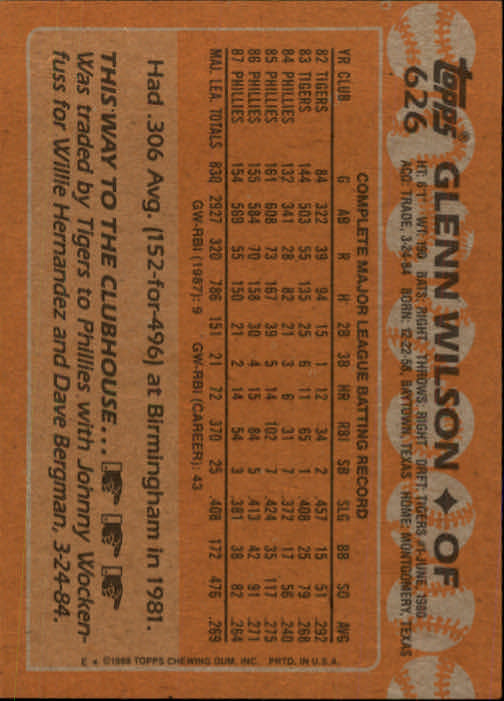 topps®
626
GLENN WILSON ♦ OF
HT: 6'1" WT: 190 BATS: RIGHT THROWS: RIGHT DRAFT: TIGERS #1-JUNE, 1980
ACQ: TRADE, 3-24-84 BORN: 12-22-58, BAYTOWN, TEXAS HOME: MONTGOMERY, TEXAS
COMPLETE MAJOR LEAGUE BATTING RECORD
YR CLUB G AB R H 2B 3B HR RBI SB SLG BB SO AVG
82 TIGERS 84 322 39 94 15 1 12 34 2 .457 15 51 .292
83 TIGERS 144 503 55 135 25 6 11 65 1 .408 25 79 .268
84 PHILLIES 132 341 28 82 21 3 6 31 7 .372 17 56 .240
85 PHILLIES 161 608 73 167 39 5 14 102 7 .424 35 117 .275
86 PHILLIES 155 584 70 158 30 4 15 84 5 .413 42 91 .271
87 PHILLIES 154 569 55 150 21 2 14 54 3 .381 38 82 .264
MAJ. LEA. TOTALS 830 2927 320 786 151 21 72 370 25 .408 172 476 .269
GW-RBI (1987): 9 GW-RBI (CAREER): 43
Had .306 Avg. (152-for-496) at Birmingham in 1981.
THIS WAY TO THE CLUBHOUSE . . .
Was traded by Tigers to Phillies with Johnny Wocken-
fuss for Willie Hernandez and Dave Bergman, 3-24-84.
E * ©1988 TOPPS CHEWING GUM, INC. PRTD. IN U.S.A.